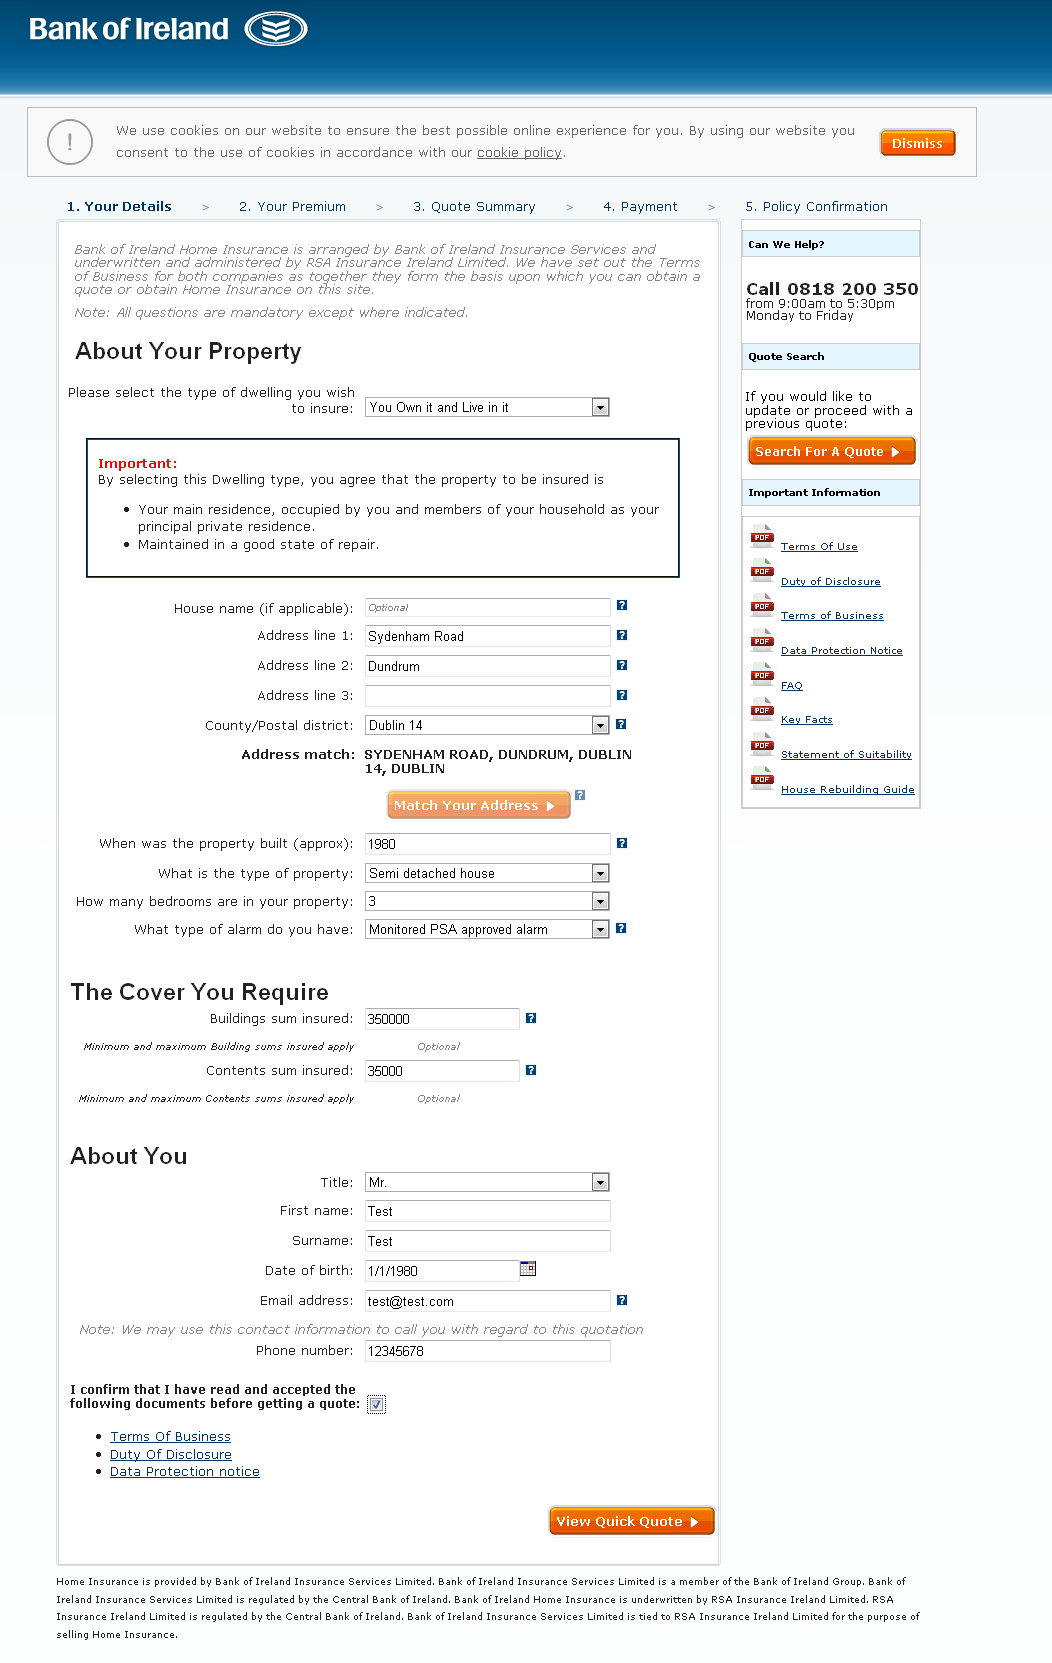 Bank of Ireland
!
We use cookies on our website to ensure the best possible online experience for you. By using our website you
consent to the use of cookies in accordance with our cookie policy.
Dismiss
1. Your Details > 2. Your Premium > 3. Quote Summary > 4. Payment > 5. Policy Confirmation
Bank of Ireland Home Insurance is arranged by Bank of Ireland Insurance Services and
underwritten and administered by RSA Insurance Ireland Limited. We have set out the Terms
of Business for both companies as together they form the basis upon which you can obtain a
quote or obtain Home Insurance on this site.
Note: All questions are mandatory except where indicated.
About Your Property
Please select the type of dwelling you wish
to insure: You Own it and Live in it
Important:
By selecting this Dwelling type, you agree that the property to be insured is
• Your main residence, occupied by you and members of your household as your
principal private residence.
• Maintained in a good state of repair.
House name (if applicable): Optional ?
Address line 1: Sydenham Road ?
Address line 2: Dundrum ?
Address line 3: ?
County/Postal district: Dublin 14 ?
Address match: SYDENHAM ROAD, DUNDRUM, DUBLIN
14, DUBLIN
Match Your Address ?
When was the property built (approx): 1980 ?
What is the type of property: Semi detached house
How many bedrooms are in your property: 3
What type of alarm do you have: Monitored PSA approved alarm ?
The Cover You Require
Buildings sum insured: 350000 ?
Minimum and maximum Building sums insured apply Optional
Contents sum insured: 35000 ?
Minimum and maximum Contents sums insured apply Optional
About You
Title: Mr.
First name: Test
Surname: Test
Date of birth: 1/1/1980
Email address: test@test.com ?
Note: We may use this contact information to call you with regard to this quotation
Phone number: 12345678
I confirm that I have read and accepted the
following documents before getting a quote:
• Terms Of Business
• Duty Of Disclosure
• Data Protection notice
View Quick Quote
Can We Help?
Call 0818 200 350
from 9:00am to 5:30pm
Monday to Friday
Quote Search
If you would like to
update or proceed with a
previous quote:
Search For A Quote
Important Information
PDF Terms Of Use
PDF Duty of Disclosure
PDF Terms of Business
PDF Data Protection Notice
PDF FAQ
PDF Key Facts
PDF Statement of Suitability
PDF House Rebuilding Guide
Home Insurance is provided by Bank of Ireland Insurance Services Limited. Bank of Ireland Insurance Services Limited is a member of the Bank of Ireland Group. Bank of
Ireland Insurance Services Limited is regulated by the Central Bank of Ireland. Bank of Ireland Home Insurance is underwritten by RSA Insurance Ireland Limited. RSA
Insurance Ireland Limited is regulated by the Central Bank of Ireland. Bank of Ireland Insurance Services Limited is tied to RSA Insurance Ireland Limited for the purpose of
selling Home Insurance.